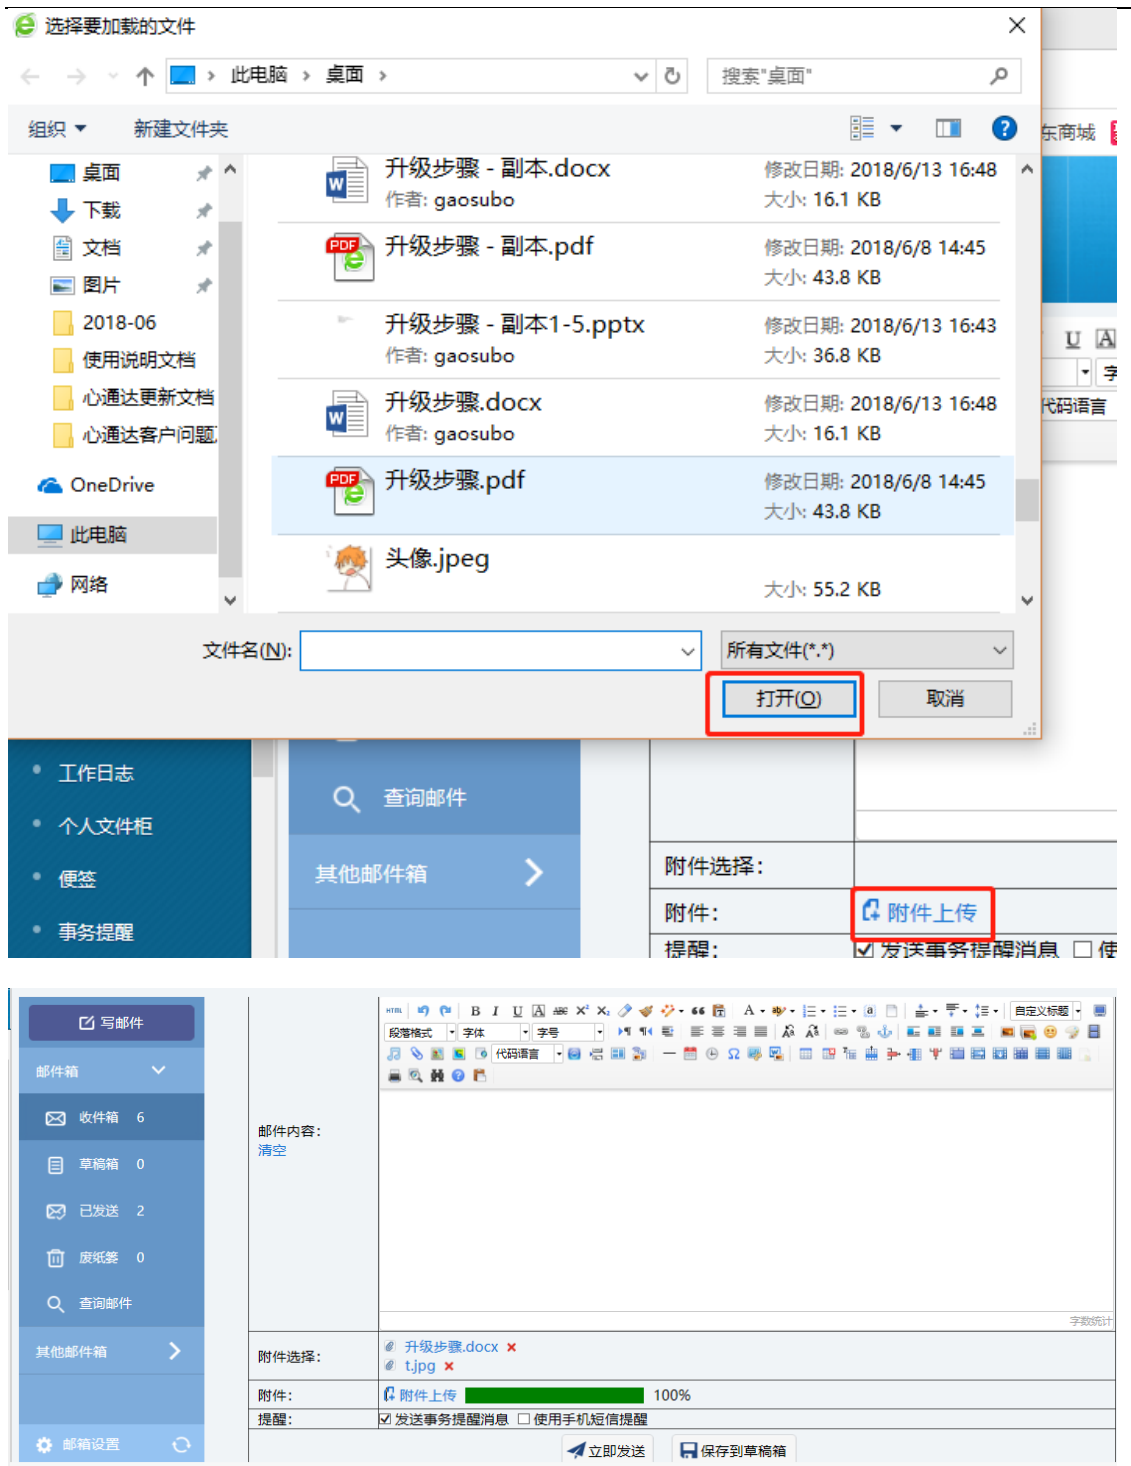 选择要加载的文件
此电脑 桌面
搜索"桌面"
组织 新建文件夹
东商城
桌面
下载
文档
图片
2018-06
使用说明文档
心通达更新文档
心通达客户问题
OneDrive
此电脑
网络
升级步骤 - 副本.docx
作者: gaosubo
修改日期: 2018/6/13 16:48
大小: 16.1 KB
升级步骤 - 副本.pdf
修改日期: 2018/6/8 14:45
大小: 43.8 KB
升级步骤 - 副本1-5.pptx
作者: gaosubo
修改日期: 2018/6/13 16:43
大小: 36.8 KB
升级步骤.docx
作者: gaosubo
修改日期: 2018/6/13 16:48
大小: 16.1 KB
升级步骤.pdf
修改日期: 2018/6/8 14:45
大小: 43.8 KB
头像.jpeg
大小: 55.2 KB
U A
字
代码语言
文件名(N):
所有文件(*.*)
打开(O) 取消
工作日志
个人文件柜
便签
事务提醒
查询邮件
其他邮件箱
附件选择:
附件: 附件上传
提醒: 发送事务提醒消息 使
写邮件
邮件箱
收件箱 6
草稿箱 0
已发送 2
废纸篓 0
查询邮件
其他邮件箱
邮箱设置
HTML B I U A ABC X² X₂ 自定义标题
段落格式 字体 字号
代码语言
邮件内容:
清空
字数统计
附件选择:
升级步骤.docx
t.jpg
附件: 附件上传 100%
提醒: 发送事务提醒消息 使用手机短信提醒
立即发送 保存到草稿箱